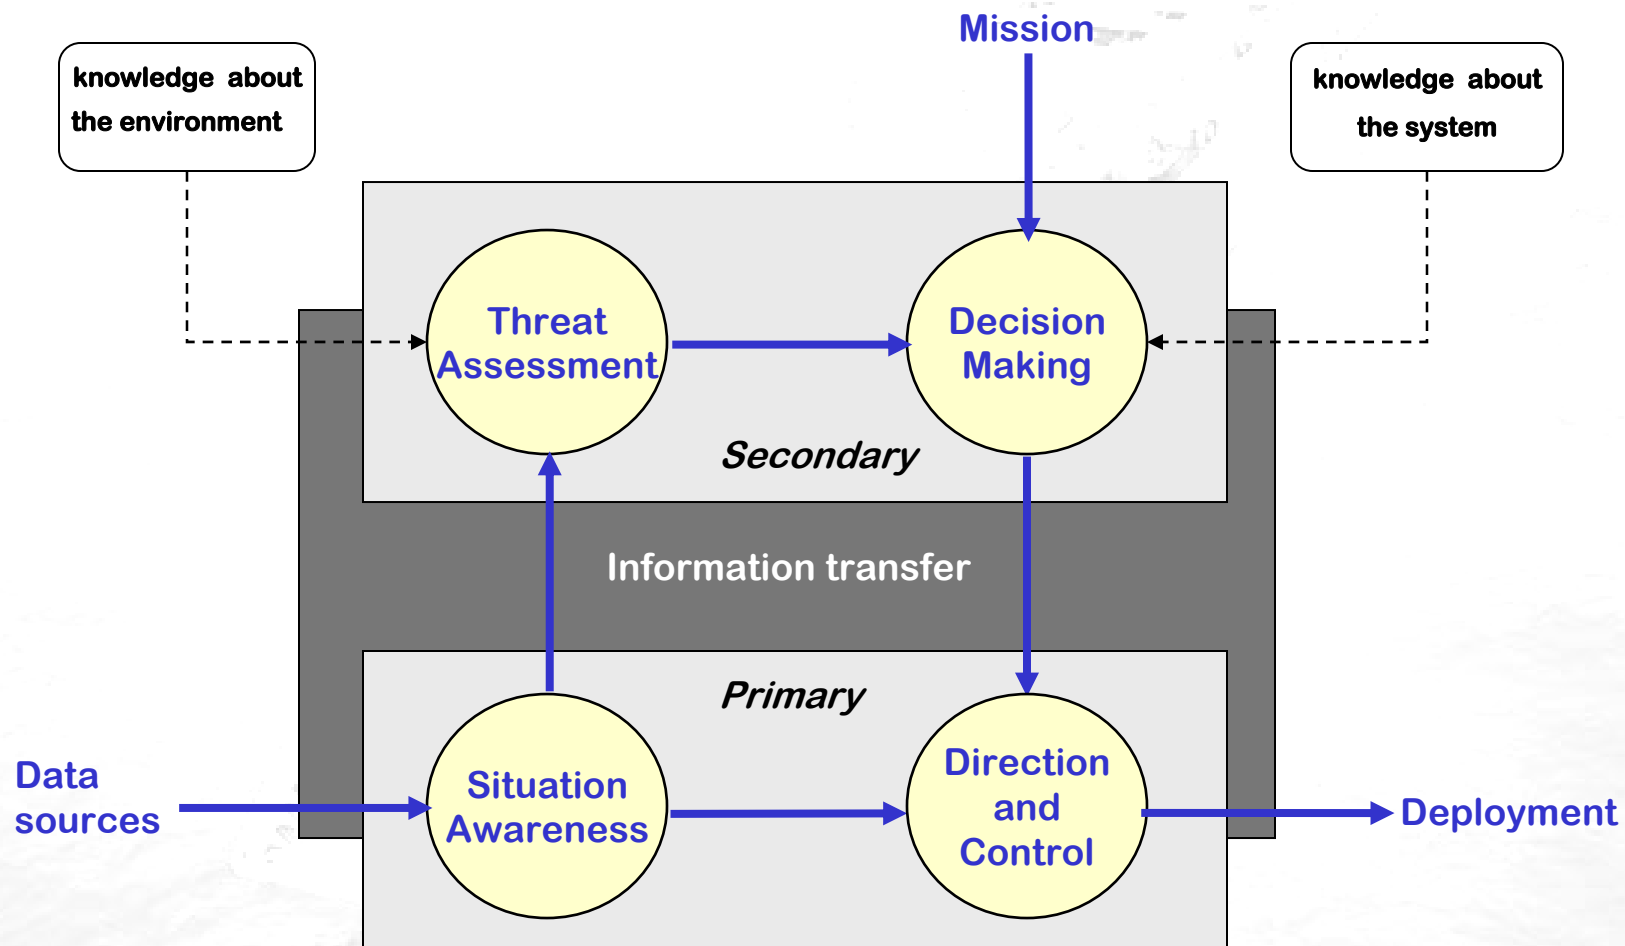 Mission
knowledge about
the environment
knowledge about
the system
Threat
Assessment
Decision
Making
Secondary
Information transfer
Primary
Data
sources
Situation
Awareness
Direction
and
Control
Deployment